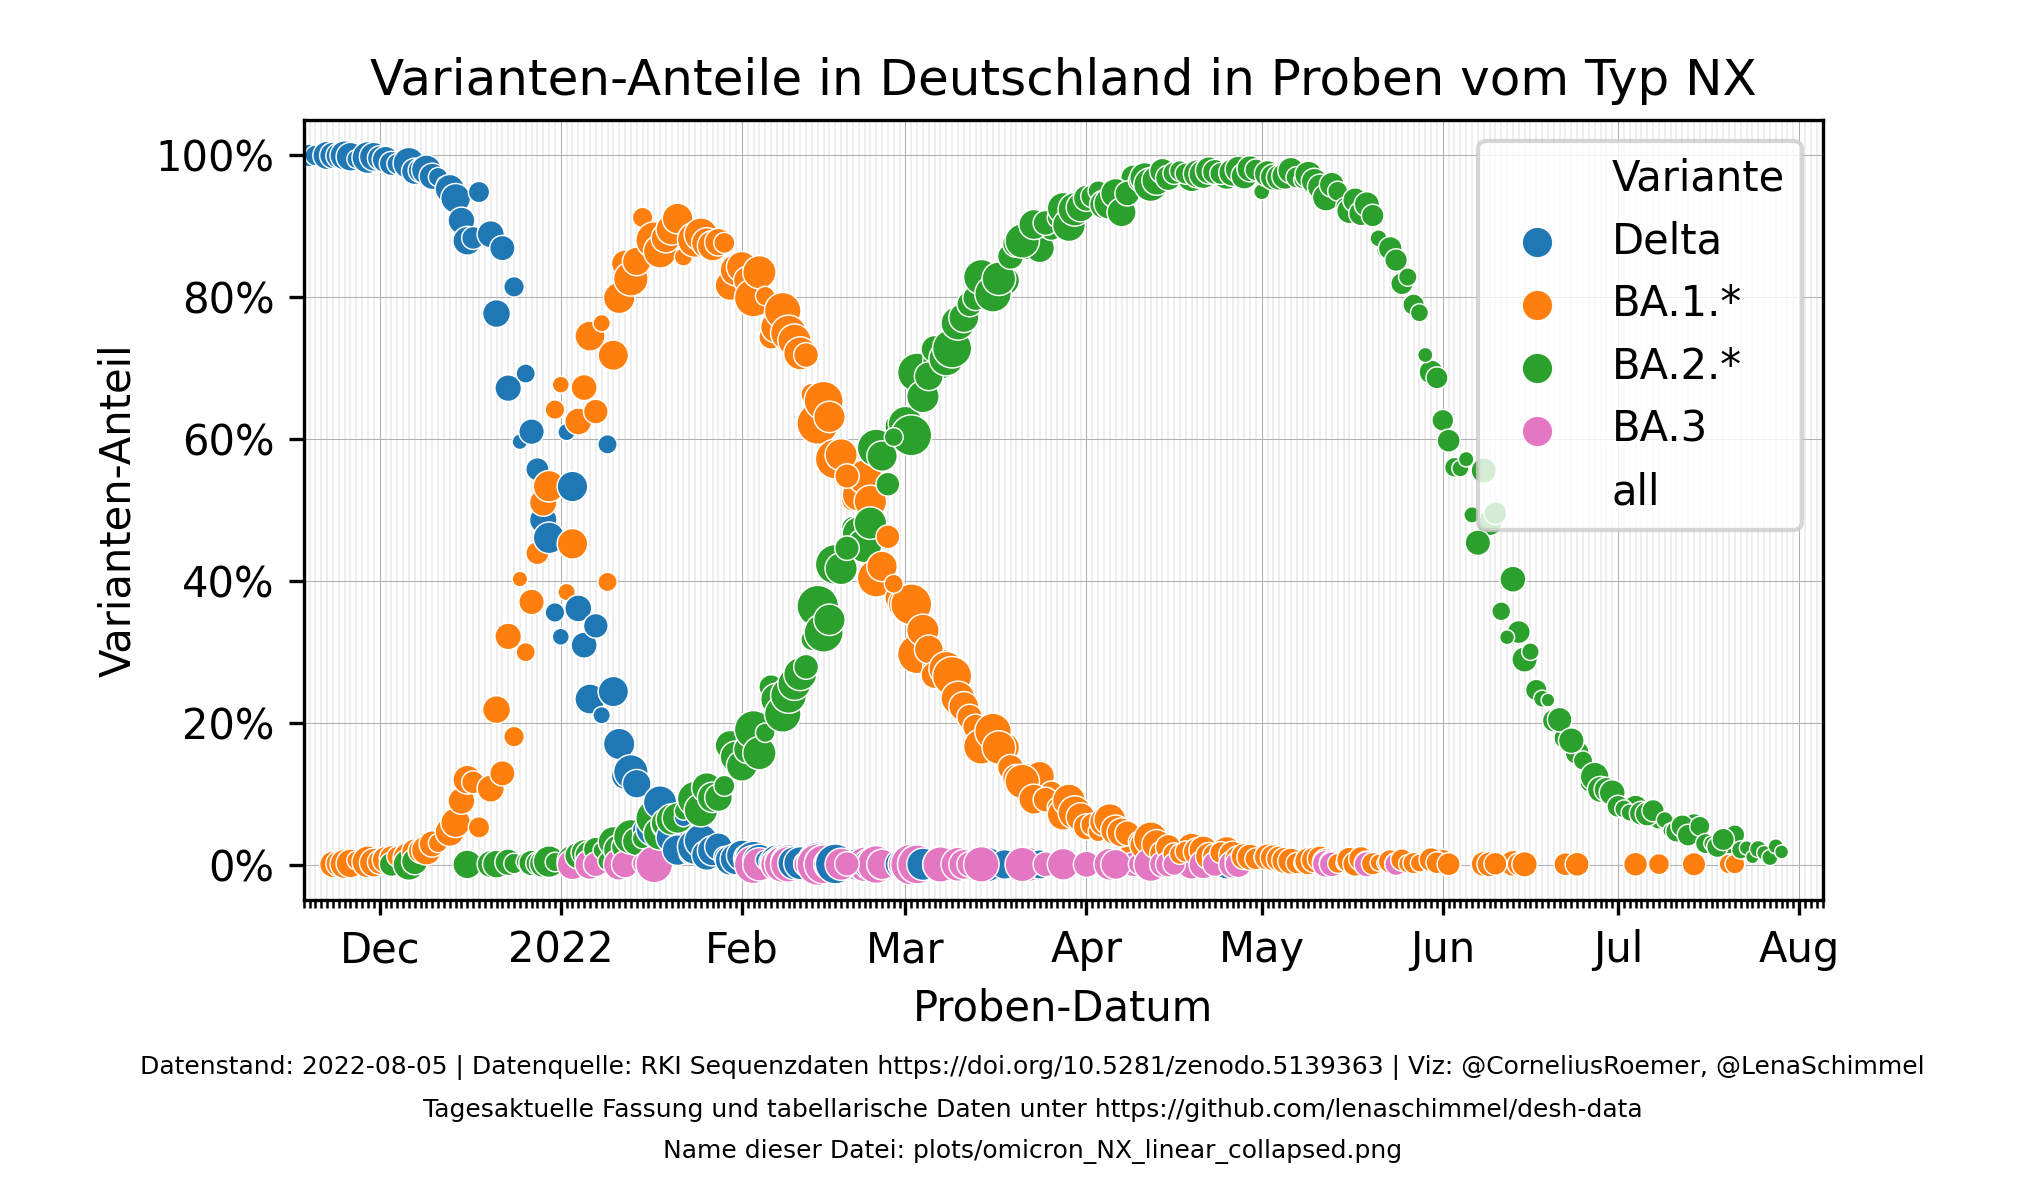 Varianten-Anteile in Deutschland in Proben vom Typ NX
Varianten-Anteil
100%
80%
60%
40%
20%
0%
Variante
Delta
BA.1.*
BA.2.*
BA.3
all
Dec 2022 Feb Mar Apr May Jun Jul Aug
Proben-Datum
Datenstand: 2022-08-05 | Datenquelle: RKI Sequenzdaten https://doi.org/10.5281/zenodo.5139363 | Viz: @CorneliusRoemer, @LenaSchimmel
Tagesaktuelle Fassung und tabellarische Daten unter https://github.com/lenaschimmel/desh-data
Name dieser Datei: plots/omicron_NX_linear_collapsed.png